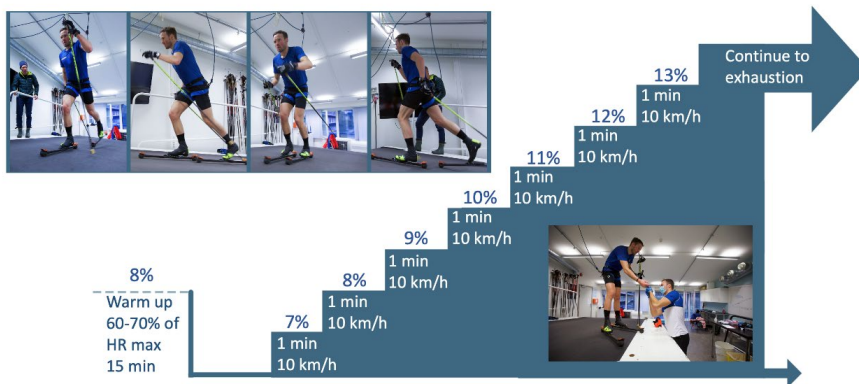 8%
Warm up
60-70% of
HR max
15 min
7%
1 min
10 km/h
8%
1 min
10 km/h
9%
1 min
10 km/h
10%
1 min
10 km/h
11%
1 min
10 km/h
12%
1 min
10 km/h
13%
1 min
10 km/h
Continue to
exhaustion